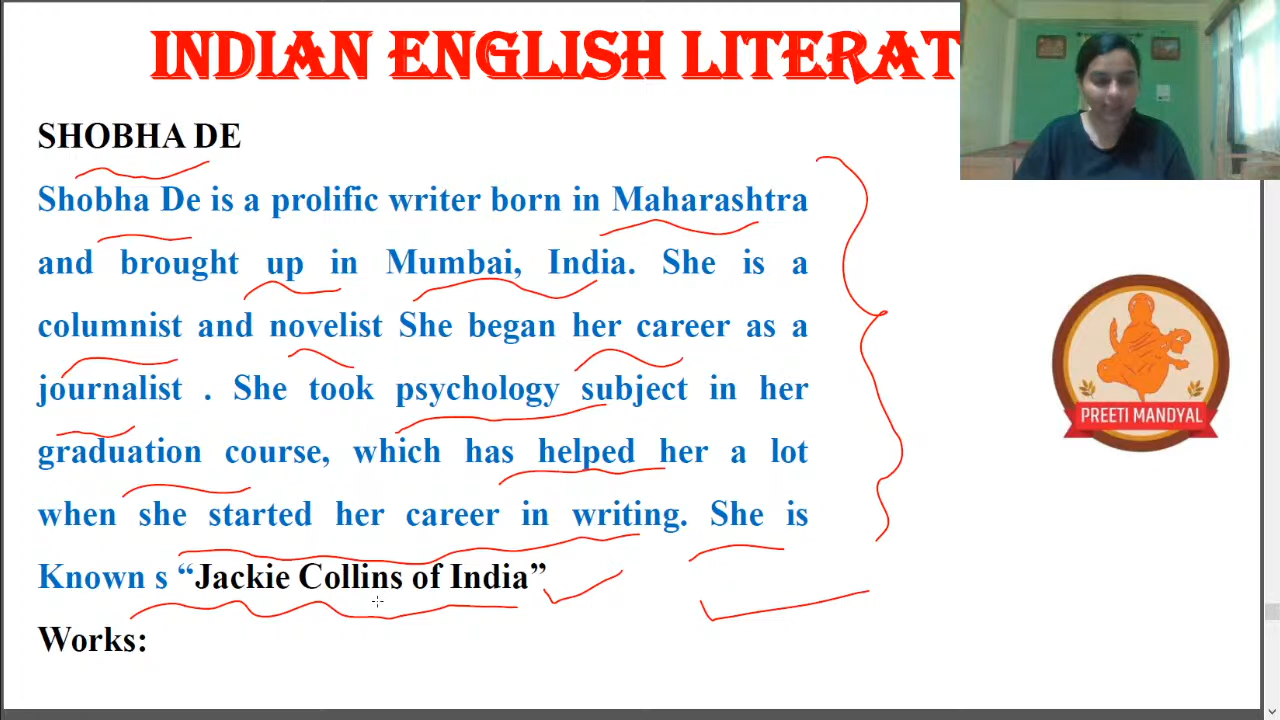 INDIAN ENGLISH LITERAT
SHOBHA DE
Shobha De is a prolific writer born in Maharashtra
and brought up in Mumbai, India. She is a
columnist and novelist She began her career as a
journalist . She took psychology subject in her
graduation course, which has helped her a lot
when she started her career in writing. She is
Known s “Jackie Collins of India”
Works:
PREETI MANDYAL